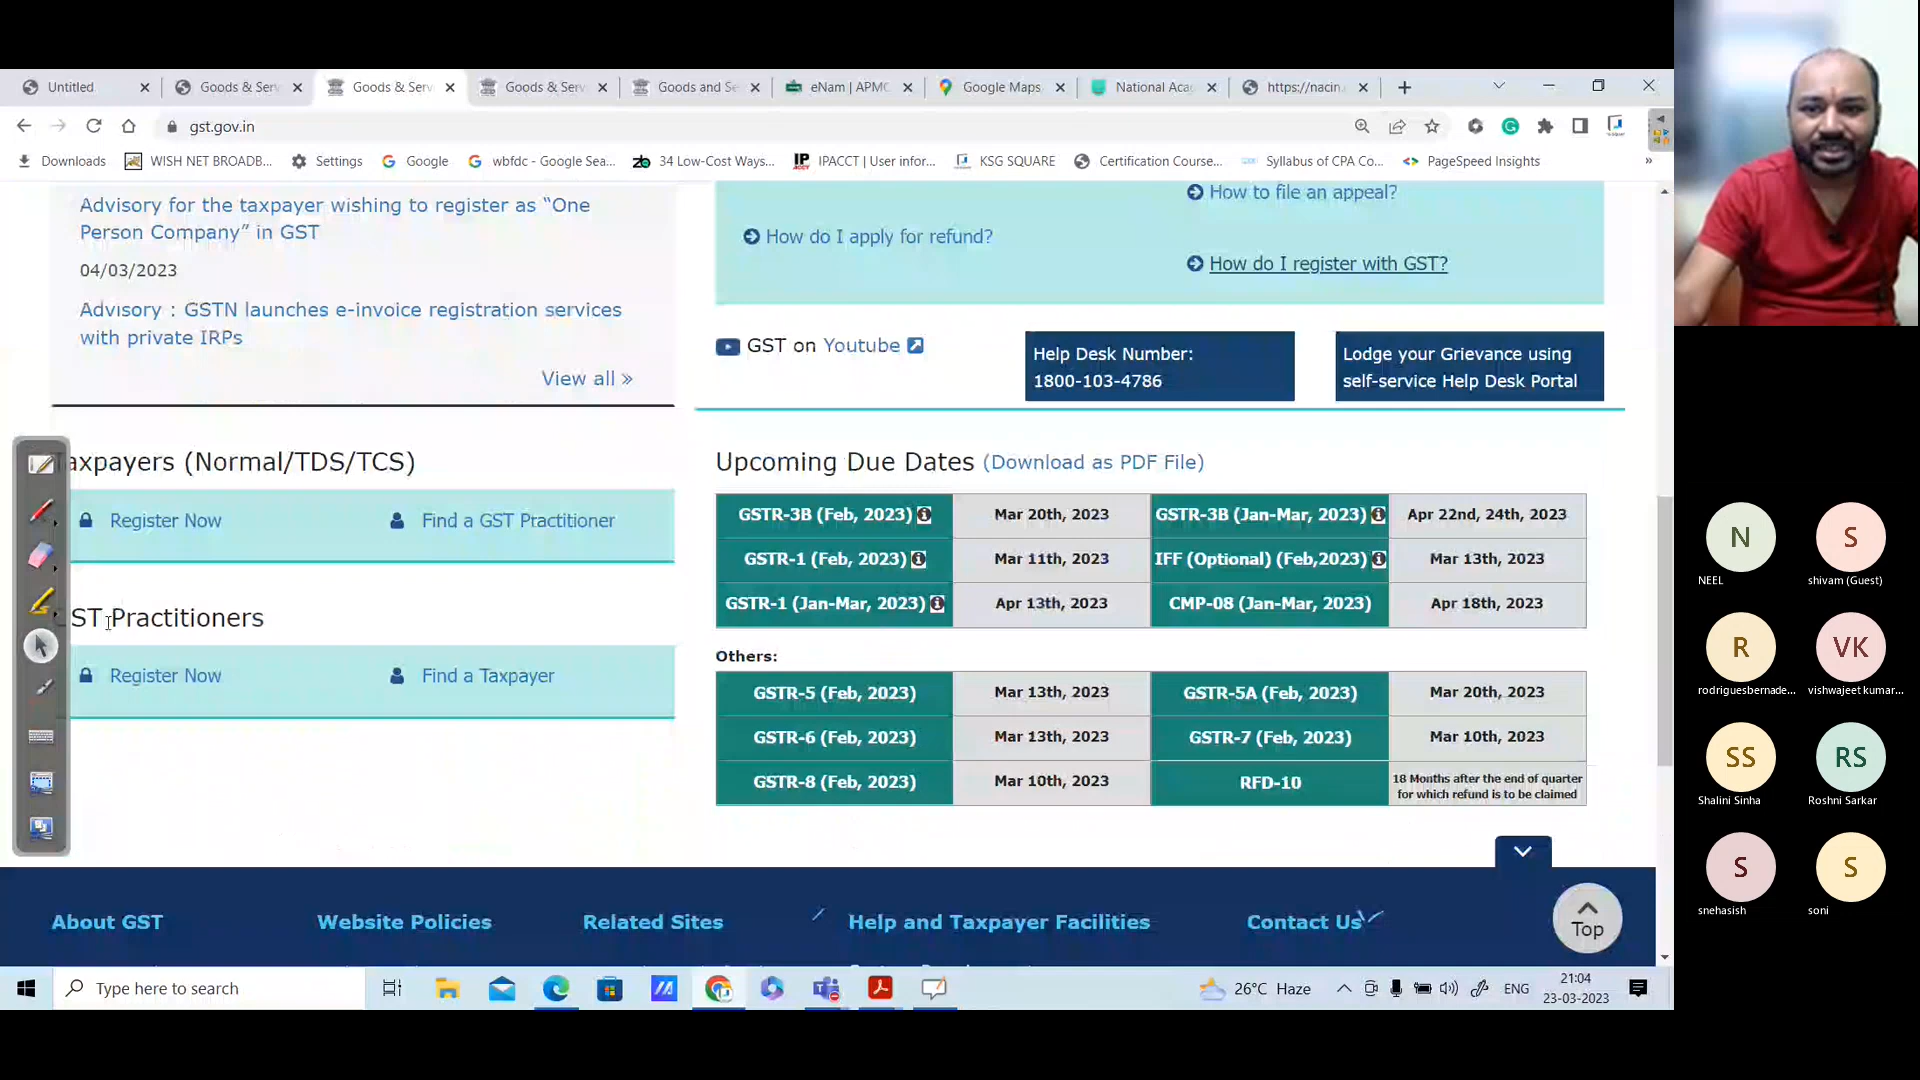 Untitled
Goods & Serv
Goods & Serv
Goods & Serv
Goods and Se
eNam | APMC
Google Maps
National Aca
https://nacin.
gst.gov.in
Downloads
WISH NET BROADB...
Settings
Google
wbfdc - Google Sea...
34 Low-Cost Ways...
IPACCT | User infor...
KSG SQUARE
Certification Course...
Syllabus of CPA Co...
PageSpeed Insights
»
Advisory for the taxpayer wishing to register as “One
Person Company” in GST
04/03/2023
Advisory : GSTN launches e-invoice registration services
with private IRPs
View all »
How to file an appeal?
How do I apply for refund?
How do I register with GST?
GST on Youtube
Help Desk Number:
1800-103-4786
Lodge your Grievance using
self-service Help Desk Portal
axpayers (Normal/TDS/TCS)
Register Now
Find a GST Practitioner
ST Practitioners
Register Now
Find a Taxpayer
Upcoming Due Dates (Download as PDF File)
GSTR-3B (Feb, 2023) Mar 20th, 2023 GSTR-3B (Jan-Mar, 2023) Apr 22nd, 24th, 2023
GSTR-1 (Feb, 2023) Mar 11th, 2023 IFF (Optional) (Feb,2023) Mar 13th, 2023
GSTR-1 (Jan-Mar, 2023) Apr 13th, 2023 CMP-08 (Jan-Mar, 2023) Apr 18th, 2023
Others:
GSTR-5 (Feb, 2023) Mar 13th, 2023 GSTR-5A (Feb, 2023) Mar 20th, 2023
GSTR-6 (Feb, 2023) Mar 13th, 2023 GSTR-7 (Feb, 2023) Mar 10th, 2023
GSTR-8 (Feb, 2023) Mar 10th, 2023 RFD-10 18 Months after the end of quarter
for which refund is to be claimed
About GST
Website Policies
Related Sites
Help and Taxpayer Facilities
Contact Us
Top
Type here to search
26°C Haze
ENG
21:04
23-03-2023
N
NEEL
S
shivam (Guest)
R
rodriguesbernade...
VK
vishwajeet kumar...
SS
Shalini Sinha
RS
Roshni Sarkar
S
snehasish
S
soni